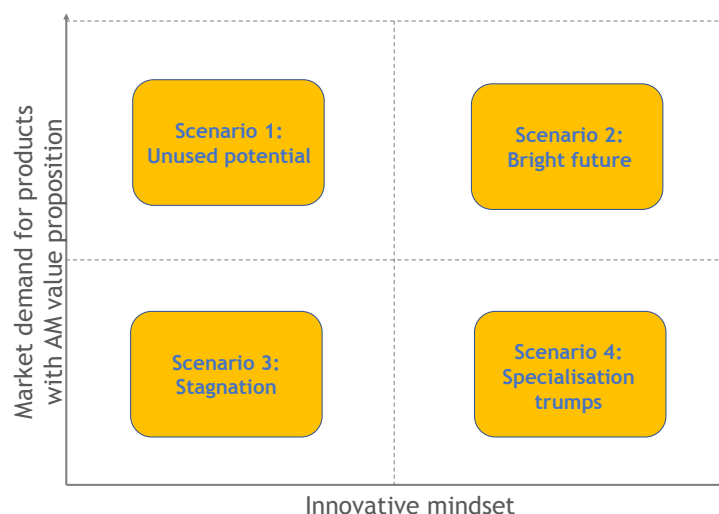 Market demand for products
with AM value proposition
Scenario 1:
Unused potential
Scenario 2:
Bright future
Scenario 3:
Stagnation
Scenario 4:
Specialisation
trumps
Innovative mindset